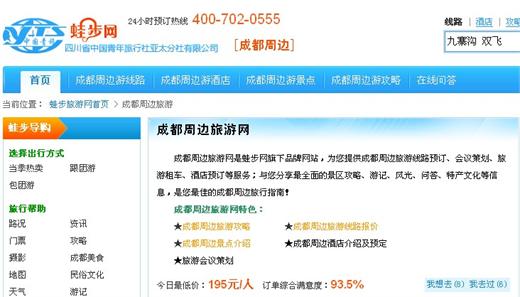 24小时预订热线 400-702-0555
CYTS
中国青旅
蛙步网
四川省中国青年旅行社亚太分社有限公司
[成都周边]
线路 | 酒店 |
九寨沟 双飞
首页 成都周边游线路 成都周边游酒店 成都周边游景点 成都周边游攻略 在线问答
当前位置: 蛙步旅游网首页 > 成都周边旅游
蛙步导购
选择出行方式
当季热卖 跟团游
包团游
旅行帮助
路况 资讯
门票 攻略
摄影 成都美食
地图 民俗文化
天气 游记
成都周边旅游网
成都周边旅游网是蛙步网旗下品牌网站，为您提供成都周边旅游线路预订、会议策划、旅
游租车、酒店预订等服务；与您分享最全面的景区攻略、游记、风光、问答、特产文化等信
息，是您最佳的成都周边旅行指南！
成都周边旅游网特色：
★成都周边旅游攻略 ★成都周边旅游线路报价
★成都周边景点介绍 ★成都周边酒店介绍及预定
★旅游会议策划
今日最低价: 195元/人 订单综合满意度: 93.5%
我想去 (8) 我去过 (6)